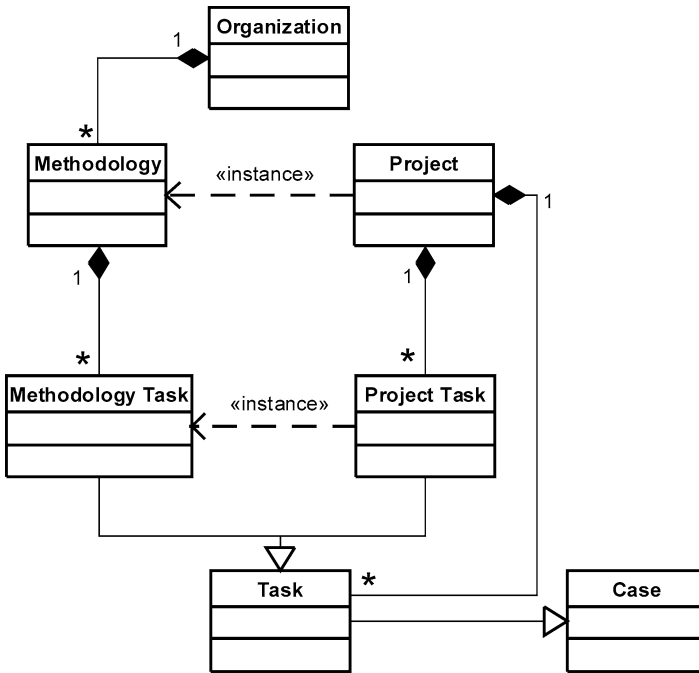 Organization
1
*
Methodology
«instance»
Project
1
1
1
*
*
Methodology Task
«instance»
Project Task
Task
*
Case